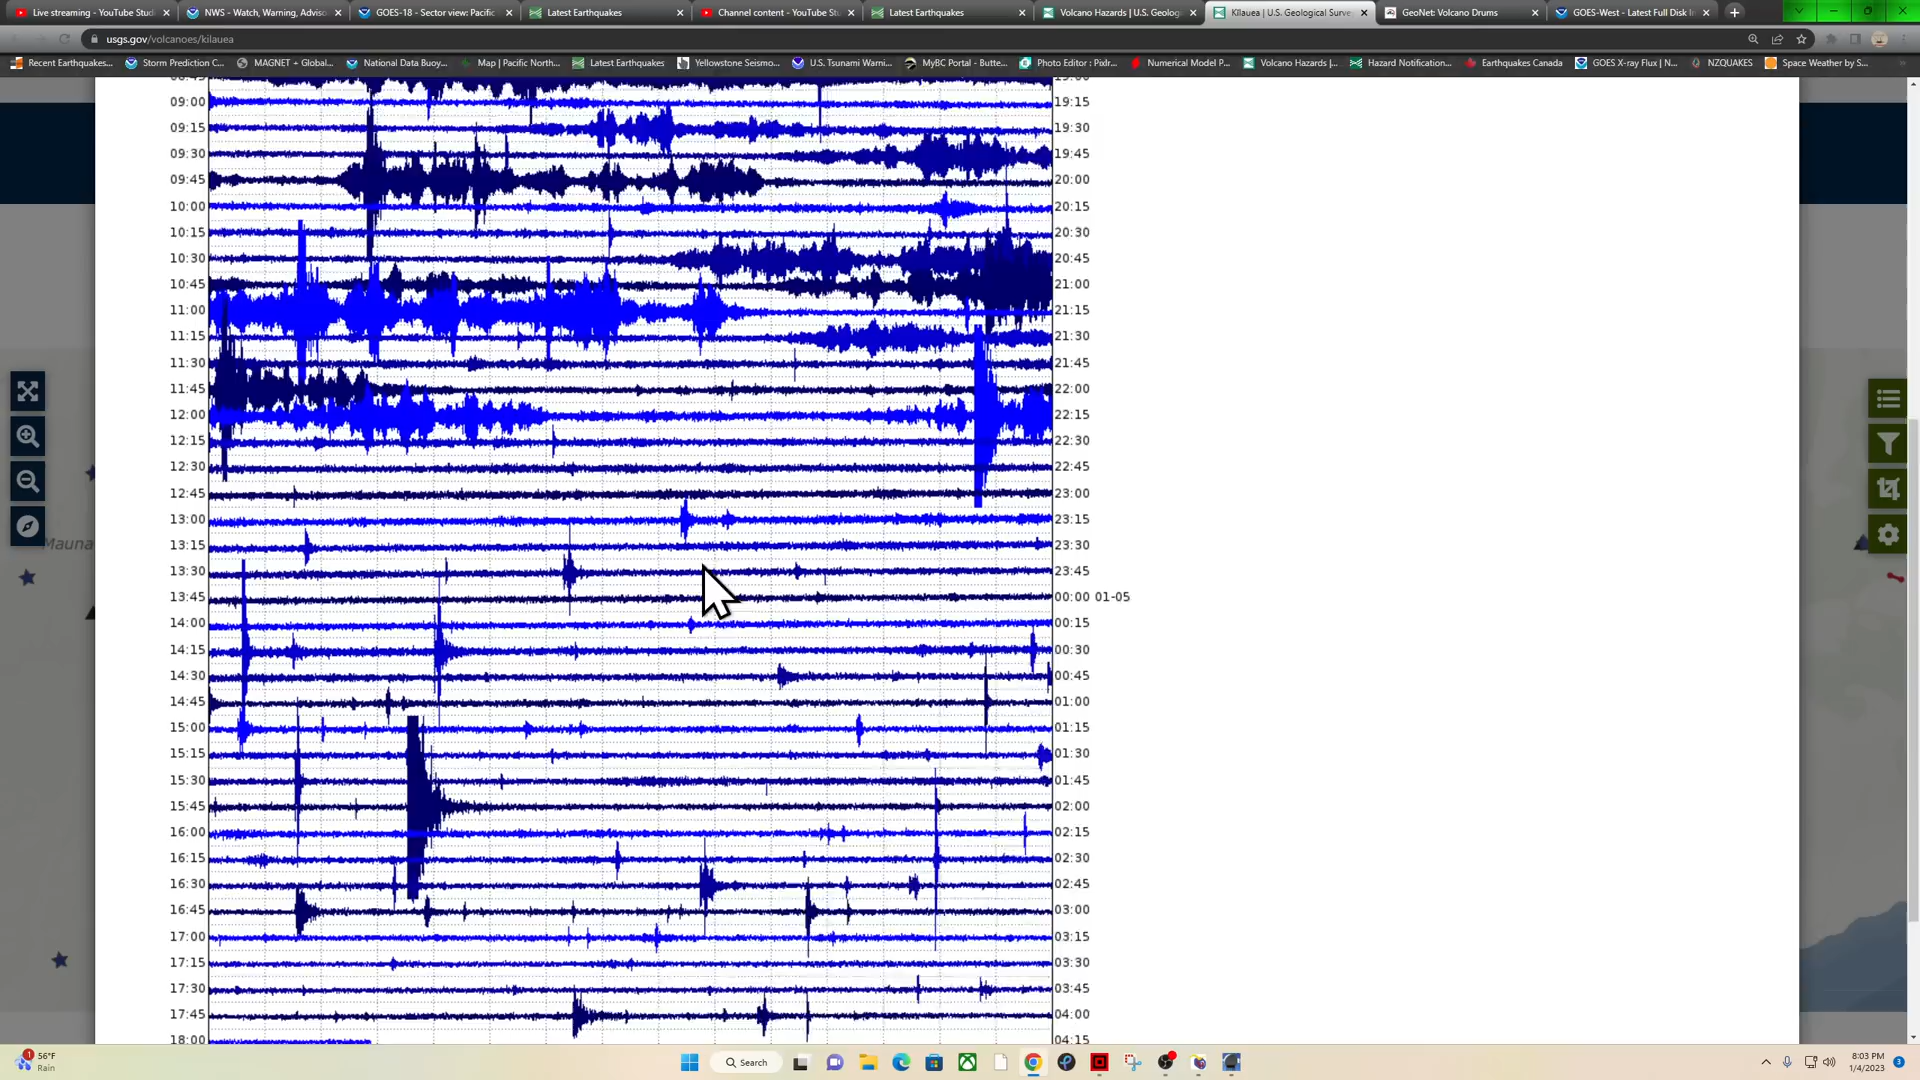 Live streaming - YouTube Stud
NWS - Watch, Warning, Adviso
GOES-18 - Sector view: Pacific
Latest Earthquakes
Channel content - YouTube Stu
Latest Earthquakes
Volcano Hazards | U.S. Geolog
Kilauea | U.S. Geological Surve
GeoNet: Volcano Drums
GOES-West - Latest Full Disk I
usgs.gov/volcanoes/kilauea
Recent Earthquakes...
Storm Prediction C...
MAGNET + Global...
National Data Buoy...
Map | Pacific North...
Latest Earthquakes
Yellowstone Seismo...
U.S. Tsunami Warni...
MyBC Portal - Butte...
Photo Editor : Pixlr...
Numerical Model P...
Volcano Hazards |...
Hazard Notification...
Earthquakes Canada
GOES X-ray Flux | N...
NZQUAKES
Space Weather by S...
09:00 19:15
09:15 19:30
09:30 19:45
09:45 20:00
10:00 20:15
10:15 20:30
10:30 20:45
10:45 21:00
11:00 21:15
11:15 21:30
11:30 21:45
11:45 22:00
12:00 22:15
12:15 22:30
12:30 22:45
12:45 23:00
13:00 23:15
13:15 23:30
13:30 23:45
13:45 00:00 01-05
14:00 00:15
14:15 00:30
14:30 00:45
14:45 01:00
15:00 01:15
15:15 01:30
15:30 01:45
15:45 02:00
16:00 02:15
16:15 02:30
16:30 02:45
16:45 03:00
17:00 03:15
17:15 03:30
17:30 03:45
17:45 04:00
18:00 04:15
Mauna
1
56°F
Rain
Search
8:03 PM
1/4/2023
3